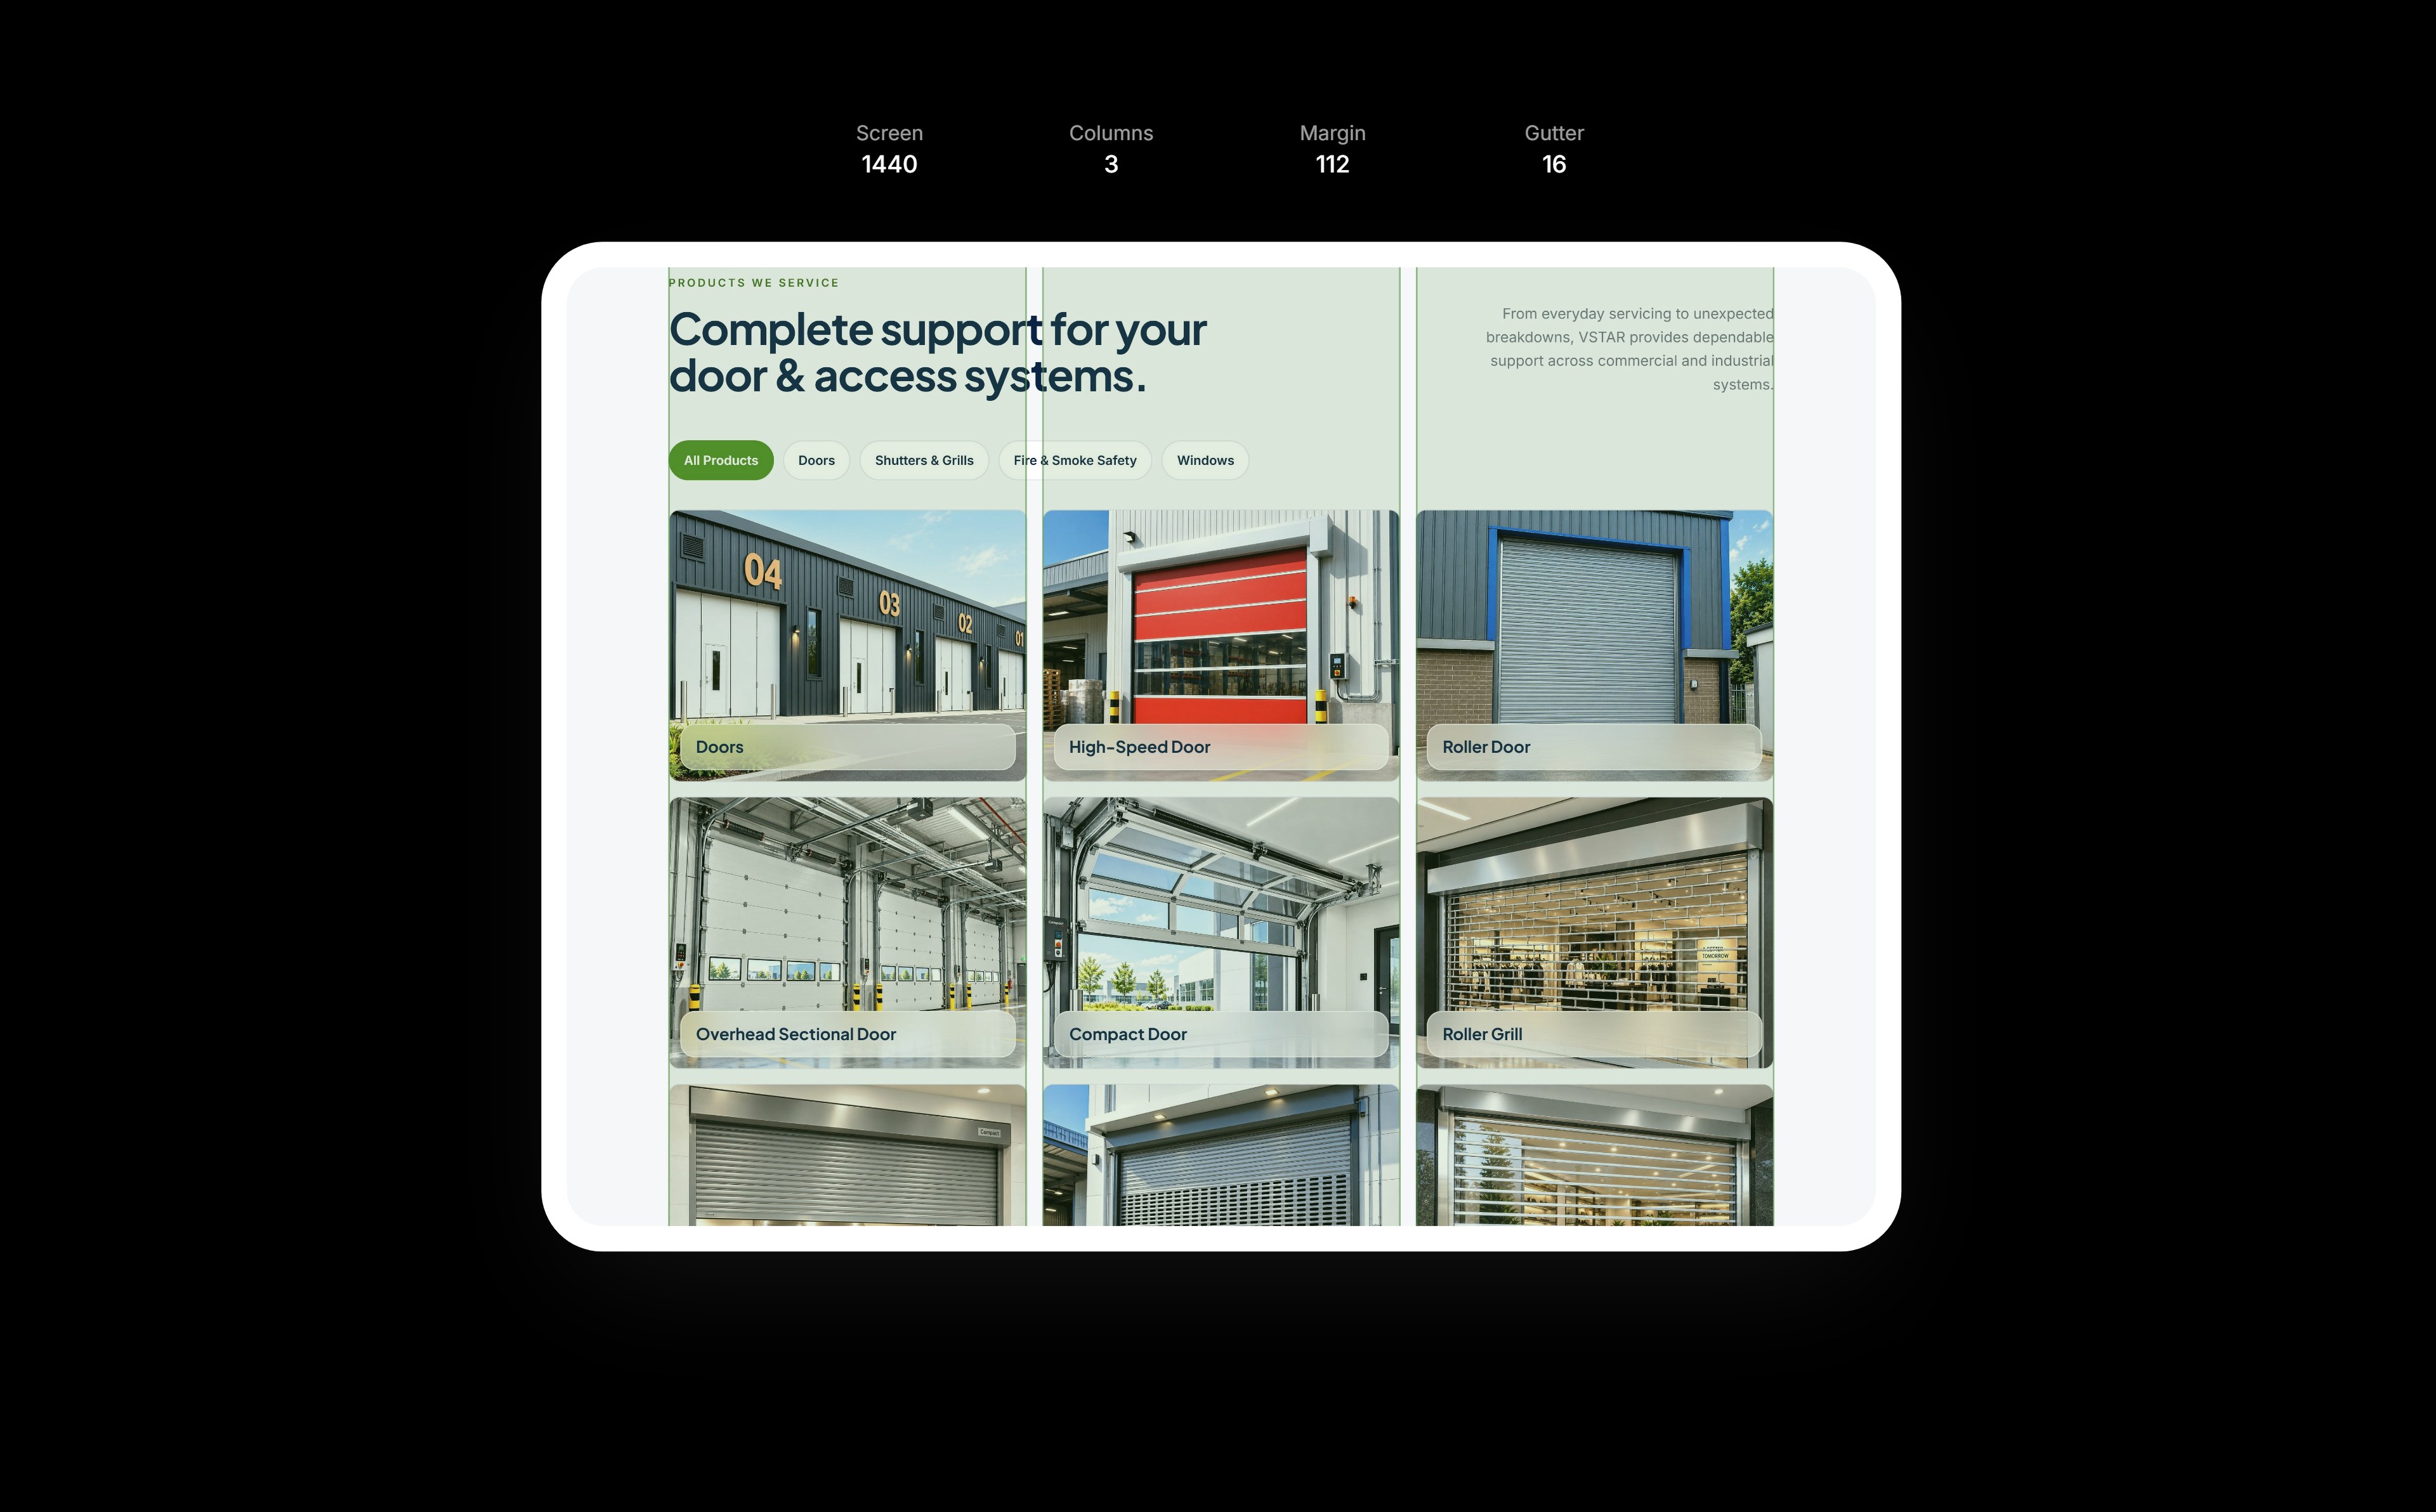 Screen
Columns
Margin
Gutter
1440
3
112
16
PRODUCTS WE SERVICE
Complete support for your
door & access systems.
From everyday servicing to unexpected
breakdowns, VSTAR provides dependable
support across commercial and industrial
systems.
All Products
Doors
Shutters & Grills
Fire & Smoke Safety
Windows
04
03
02
01
Doors
High-Speed Door
Roller Door
TOMORROW
Overhead Sectional Door
Compact Door
Roller Grill
Compact